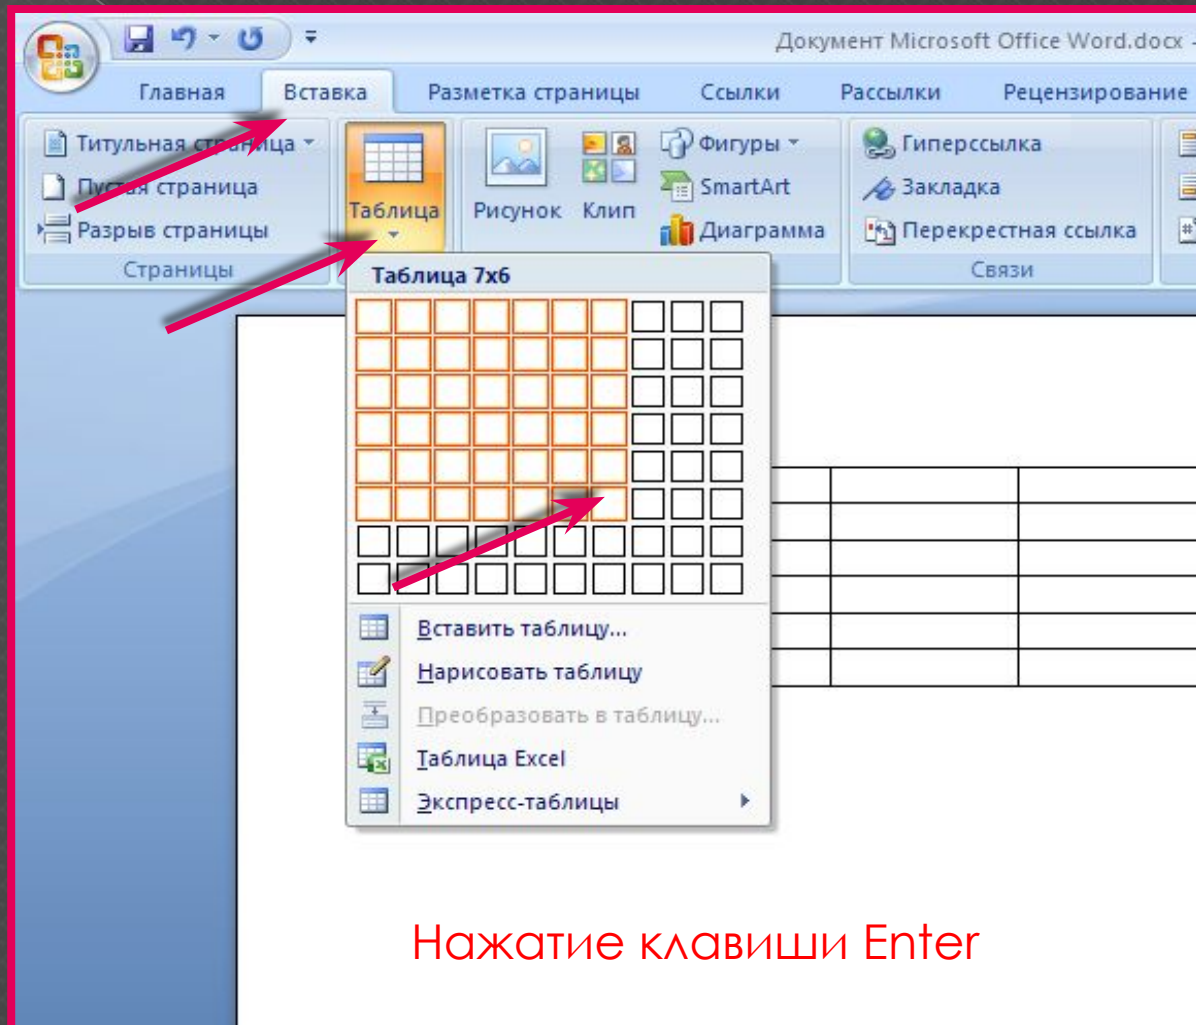 Документ Microsoft Office Word.docx -
Главная Вставка Разметка страницы Ссылки Рассылки Рецензирование
Титульная страница
Пустая страница
Разрыв страницы
Страницы
Таблица
Рисунок
Клип
Фигуры
SmartArt
Диаграмма
Гиперссылка
Закладка
Перекрестная ссылка
Связи
Таблица 7x6
Вставить таблицу...
Нарисовать таблицу
Преобразовать в таблицу...
Таблица Excel
Экспресс-таблицы
Нажатие клавиши Enter